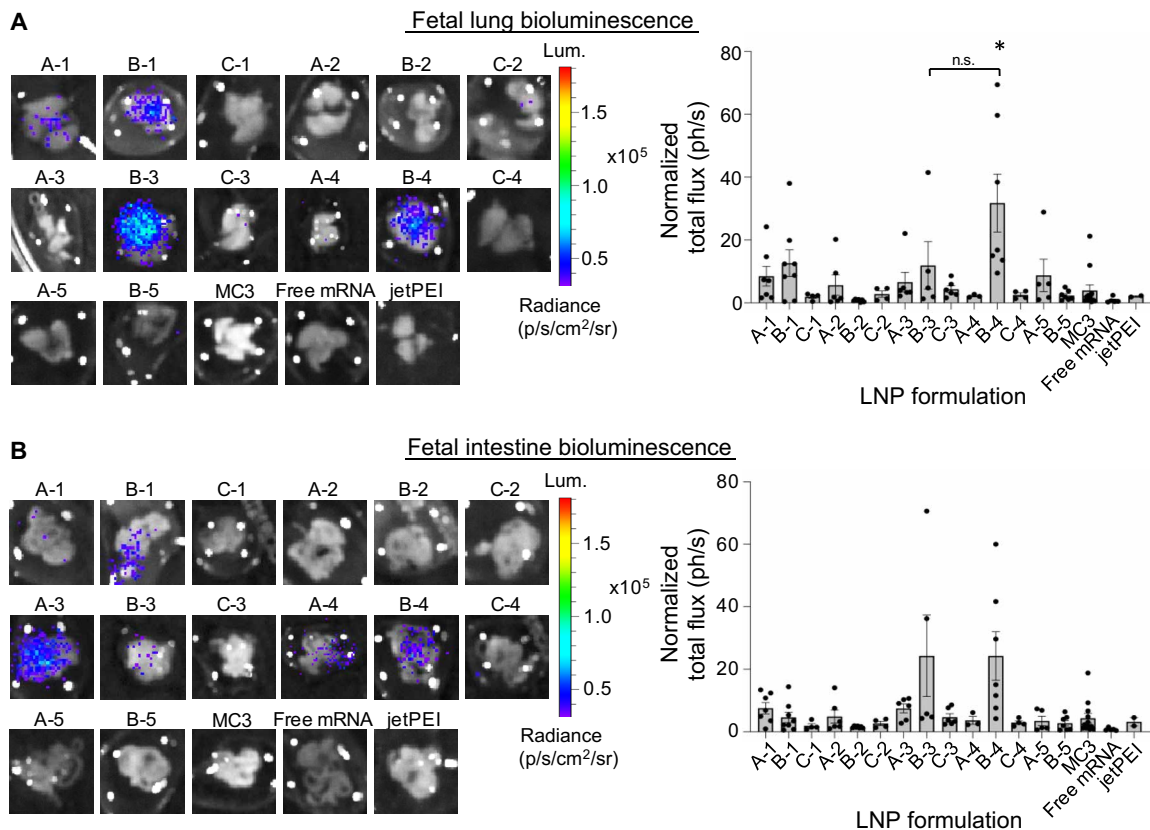 A
Fetal lung bioluminescence
A-1 B-1 C-1 A-2 B-2 C-2
A-3 B-3 C-3 A-4 B-4 C-4
A-5 B-5 MC3 Free mRNA jetPEI
Lum.
1.5
x10⁵
1.0
0.5
Radiance
(p/s/cm²/sr)
Normalized
total flux (ph/s)
80
60
40
20
0
n.s.
*
A-1 B-1 C-1 A-2 B-2 C-2 A-3 B-3 C-3 A-4 B-4 C-4 A-5 B-5 MC3 Free mRNA jetPEI
LNP formulation
B
Fetal intestine bioluminescence
A-1 B-1 C-1 A-2 B-2 C-2
A-3 B-3 C-3 A-4 B-4 C-4
A-5 B-5 MC3 Free mRNA jetPEI
Lum.
1.5
x10⁵
1.0
0.5
Radiance
(p/s/cm²/sr)
Normalized
total flux (ph/s)
80
60
40
20
0
A-1 B-1 C-1 A-2 B-2 C-2 A-3 B-3 C-3 A-4 B-4 C-4 A-5 B-5 MC3 Free mRNA jetPEI
LNP formulation